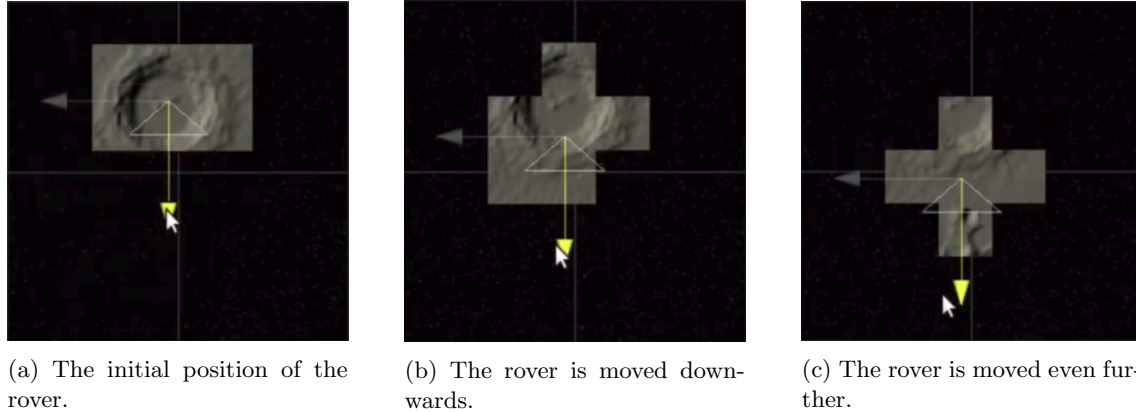 (a) The initial position of the
rover.
(b) The rover is moved down-
wards.
(c) The rover is moved even fur-
ther.